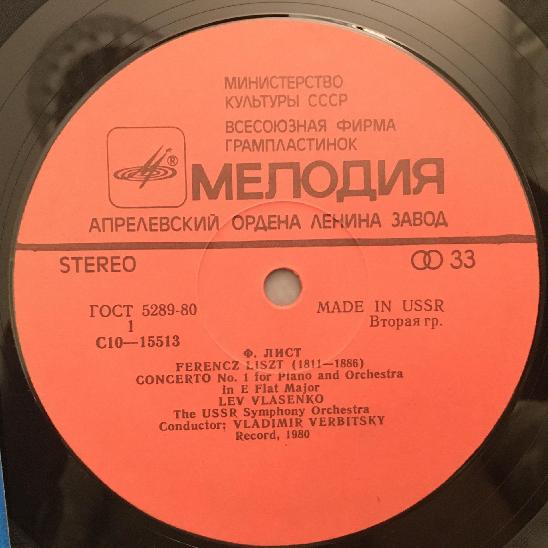 МИНИСТЕРСТВО
КУЛЬТУРЫ СССР
ВСЕСОЮЗНАЯ ФИРМА
ГРАМПЛАСТИНОК
®
МЕЛОДИЯ
АПРЕЛЕВСКИЙ ОРДЕНА ЛЕНИНА ЗАВОД
STEREO
33
ГОСТ 5289-80
MADE IN USSR
1
Вторая гр.
С10—15513
Ф. ЛИСТ
FERENCZ LISZT (1811—1886)
CONCERTO No. 1 for Piano and Orchestra
in E Flat Major
LEV VLASENKO
The USSR Symphony Orchestra
Conductor; VLADIMIR VERBITSKY
Record, 1980